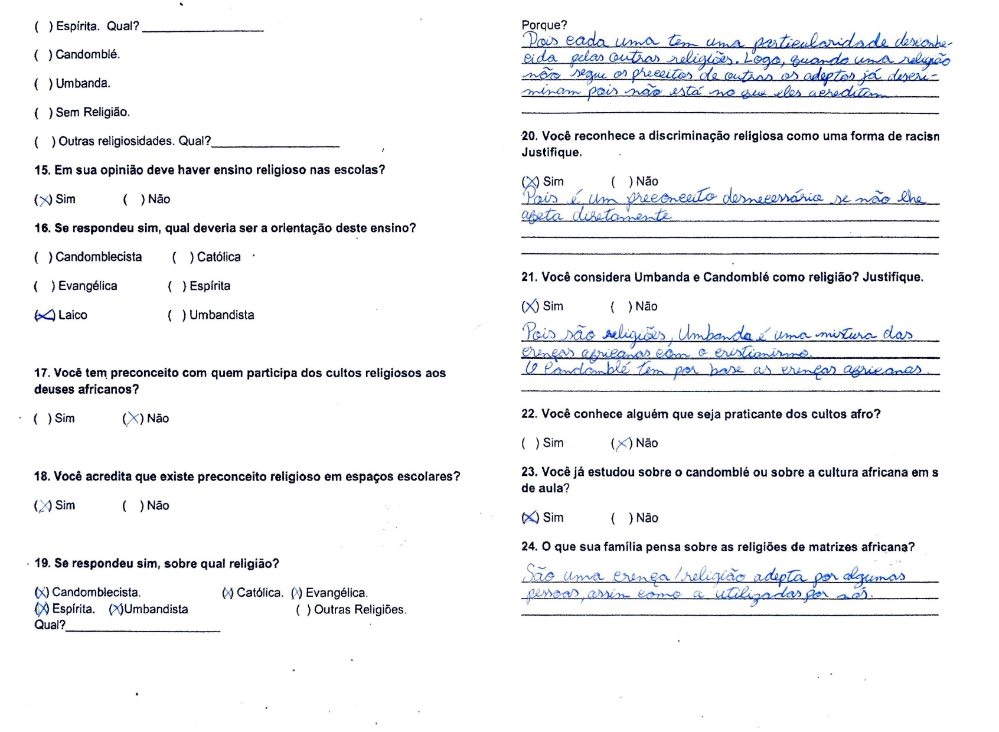 ( ) Espírita. Qual?
( ) Candomblé.
( ) Umbanda.
( ) Sem Religião.
( ) Outras religiosidades. Qual?
15. Em sua opinião deve haver ensino religioso nas escolas?
(X) Sim ( ) Não
16. Se respondeu sim, qual deveria ser a orientação deste ensino?
( ) Candomblecista ( ) Católica
( ) Evangélica ( ) Espírita
(X) Laico ( ) Umbandista
17. Você tem preconceito com quem participa dos cultos religiosos aos
deuses africanos?
( ) Sim (X) Não
18. Você acredita que existe preconceito religioso em espaços escolares?
(X) Sim ( ) Não
19. Se respondeu sim, sobre qual religião?
(X) Candomblecista. (X) Católica. (X) Evangélica.
(X) Espírita. (X) Umbandista ( ) Outras Religiões.
Qual?
Porque?
Pois cada uma tem uma particularidade desconhe-
cida pelas outras religiões. Logo, quando uma religião
não segue os preceitos de outras os adeptos já descri-
minam pois não está no que eles acreditam
20. Você reconhece a discriminação religiosa como uma forma de racisn
Justifique.
(X) Sim ( ) Não
Pois é um preconceito desnecessário se não lhe
afeta diretamente
21. Você considera Umbanda e Candomblé como religião? Justifique.
(X) Sim ( ) Não
Pois são religiões, Umbanda é uma mistura das
crenças africanas com o cristianismo.
O Candomblé tem por base as crenças africanas.
22. Você conhece alguém que seja praticante dos cultos afro?
( ) Sim (X) Não
23. Você já estudou sobre o candomblé ou sobre a cultura africana em s
de aula?
(X) Sim ( ) Não
24. O que sua família pensa sobre as religiões de matrizes africana?
São uma crença/religião adepta por algumas
pessoas, assim como a utilizadas por nós.